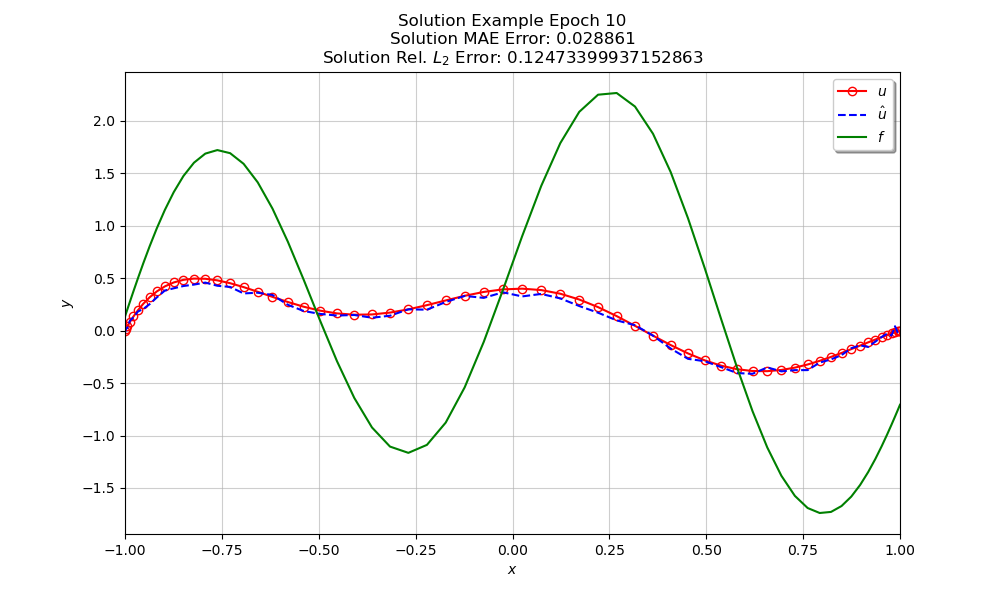 Solution Example Epoch 10
Solution MAE Error: 0.028861
Solution Rel. L₂ Error: 0.12473399937152863
u
û
f
2.0
1.5
1.0
0.5
0.0
−0.5
−1.0
−1.5
y
−1.00 −0.75 −0.50 −0.25 0.00 0.25 0.50 0.75 1.00
x